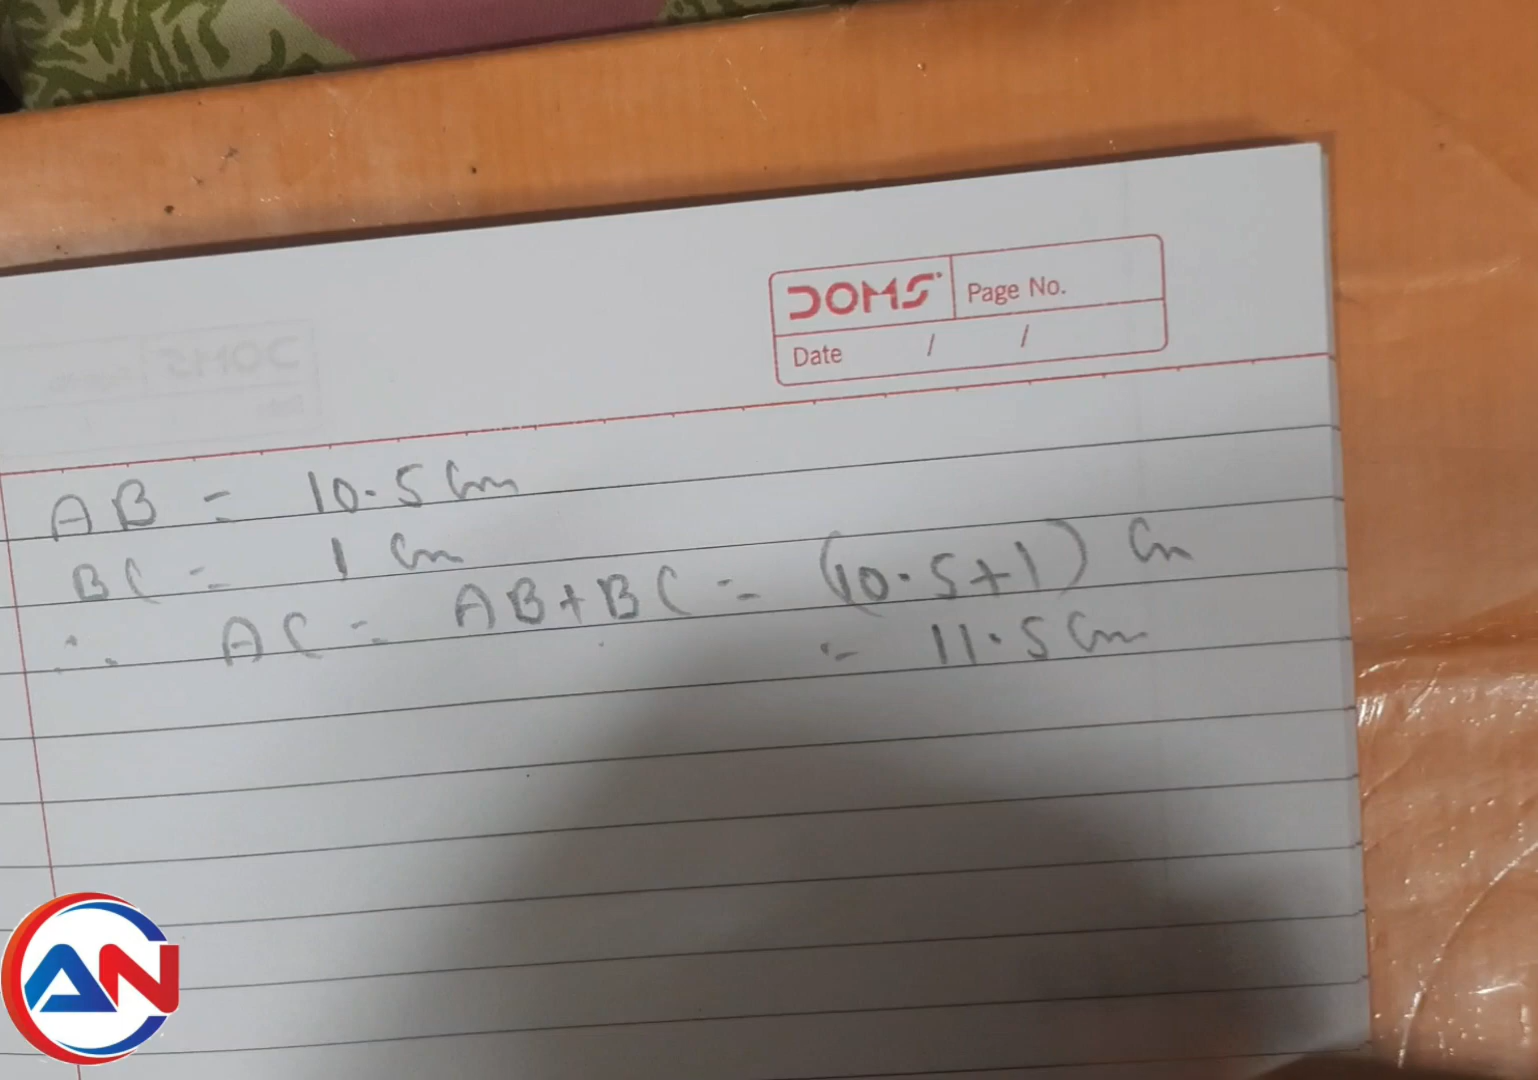 DOMS Page No.
Date / /
AB = 10.5 cm
BC = 1 cm
∴ AC = AB+BC = (10.5+1) cm
= 11.5 cm
AN